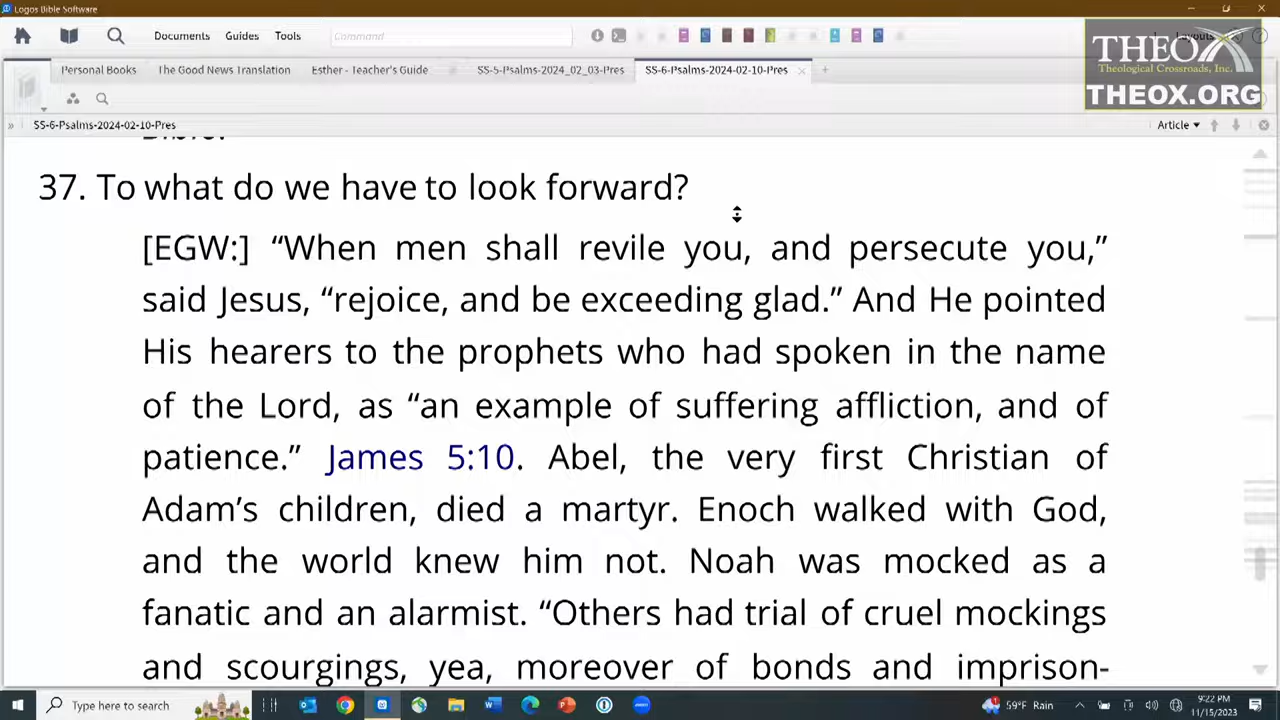 Logos Bible Software
Documents Guides Tools Command
THEOX
Theological Crossroads, Inc.
THEOX.ORG
Personal Books The Good News Translation Esther - Teacher's Guide SS-5-Psalms-2024_02_03-Pres SS-6-Psalms-2024-02-10-Pres
SS-6-Psalms-2024-02-10-Pres Article
37. To what do we have to look forward?
[EGW:] “When men shall revile you, and persecute you,”
said Jesus, “rejoice, and be exceeding glad.” And He pointed
His hearers to the prophets who had spoken in the name
of the Lord, as “an example of suffering affliction, and of
patience.” James 5:10. Abel, the very first Christian of
Adam’s children, died a martyr. Enoch walked with God,
and the world knew him not. Noah was mocked as a
fanatic and an alarmist. “Others had trial of cruel mockings
and scourgings, yea, moreover of bonds and imprison-
Type here to search 59°F Rain 9:22 PM
11/15/2023